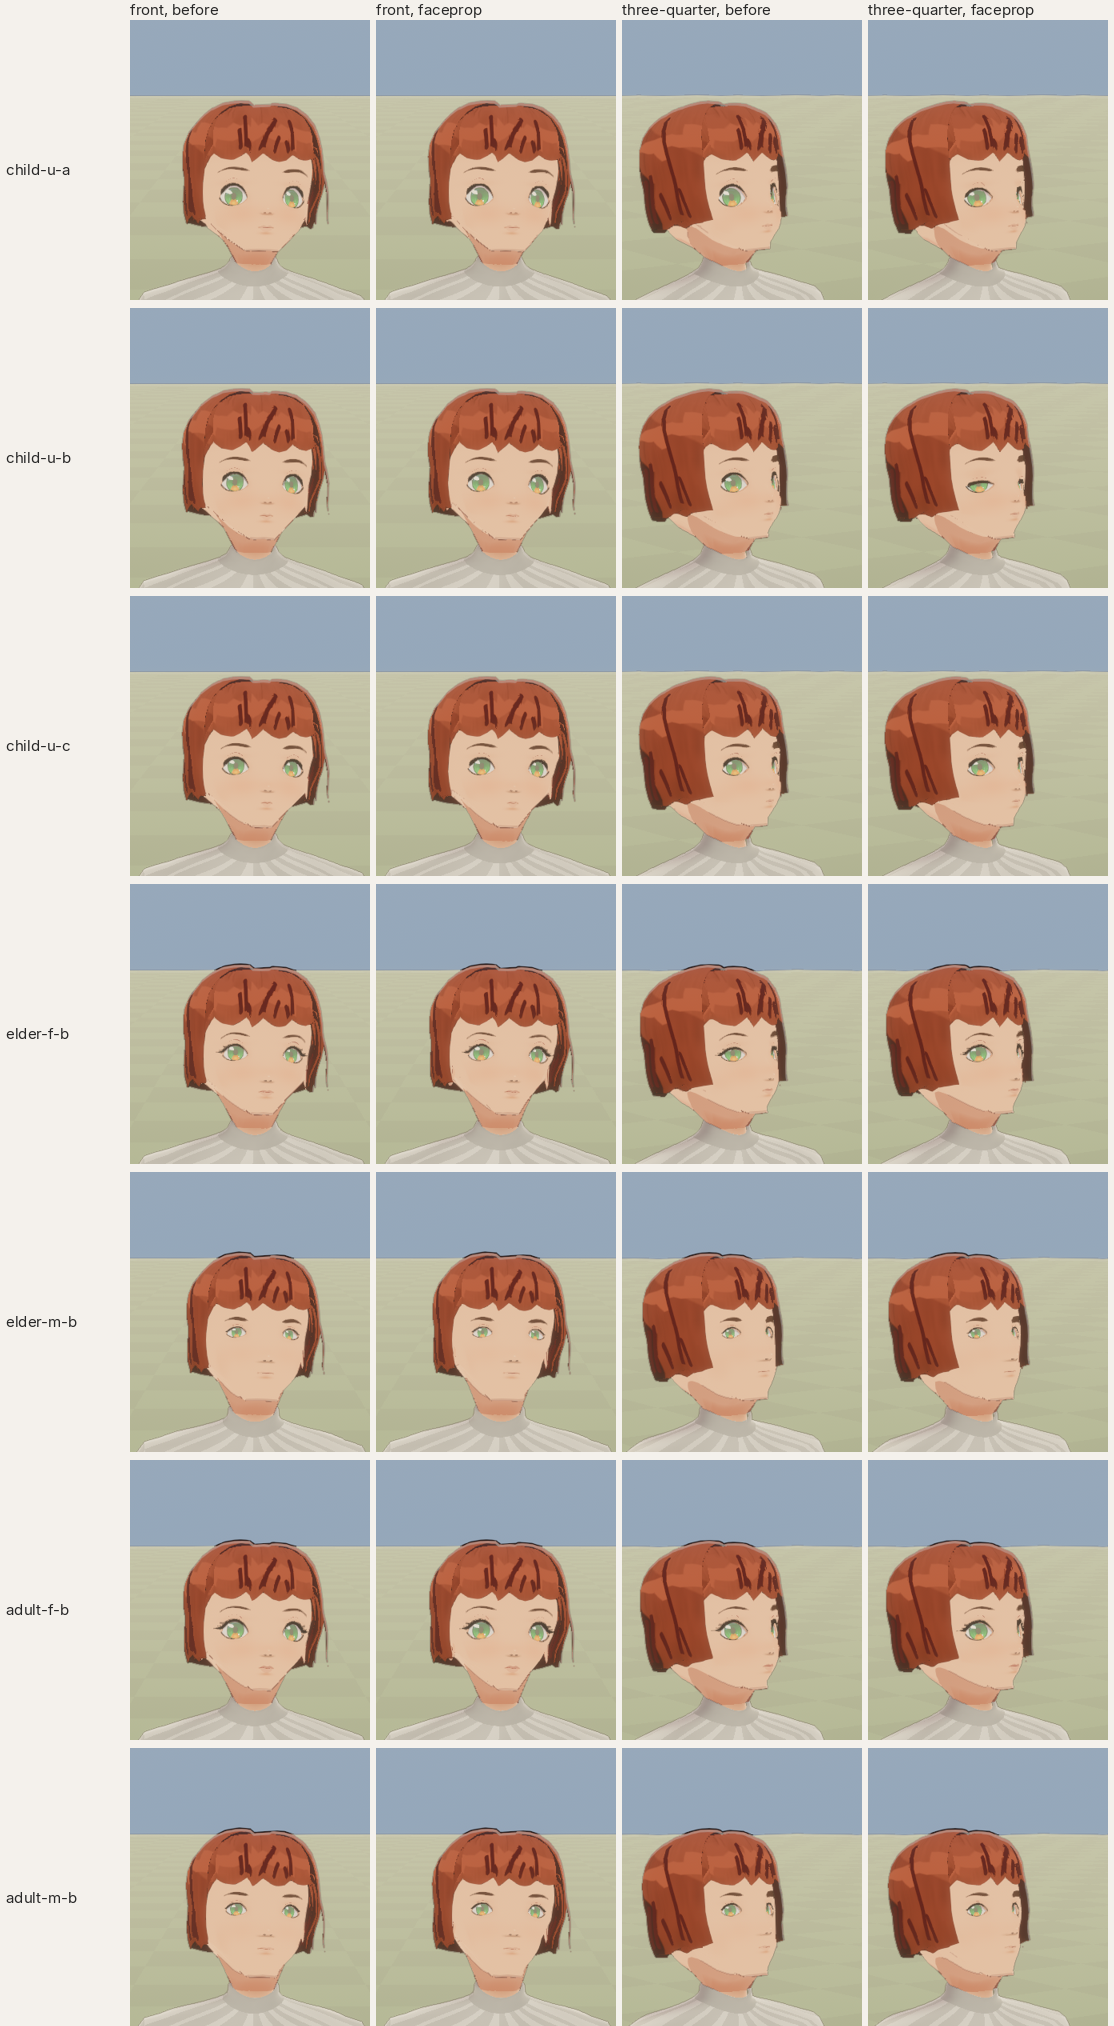 front, before
front, faceprop
three-quarter, before
three-quarter, faceprop
child-u-a
child-u-b
child-u-c
elder-f-b
elder-m-b
adult-f-b
adult-m-b